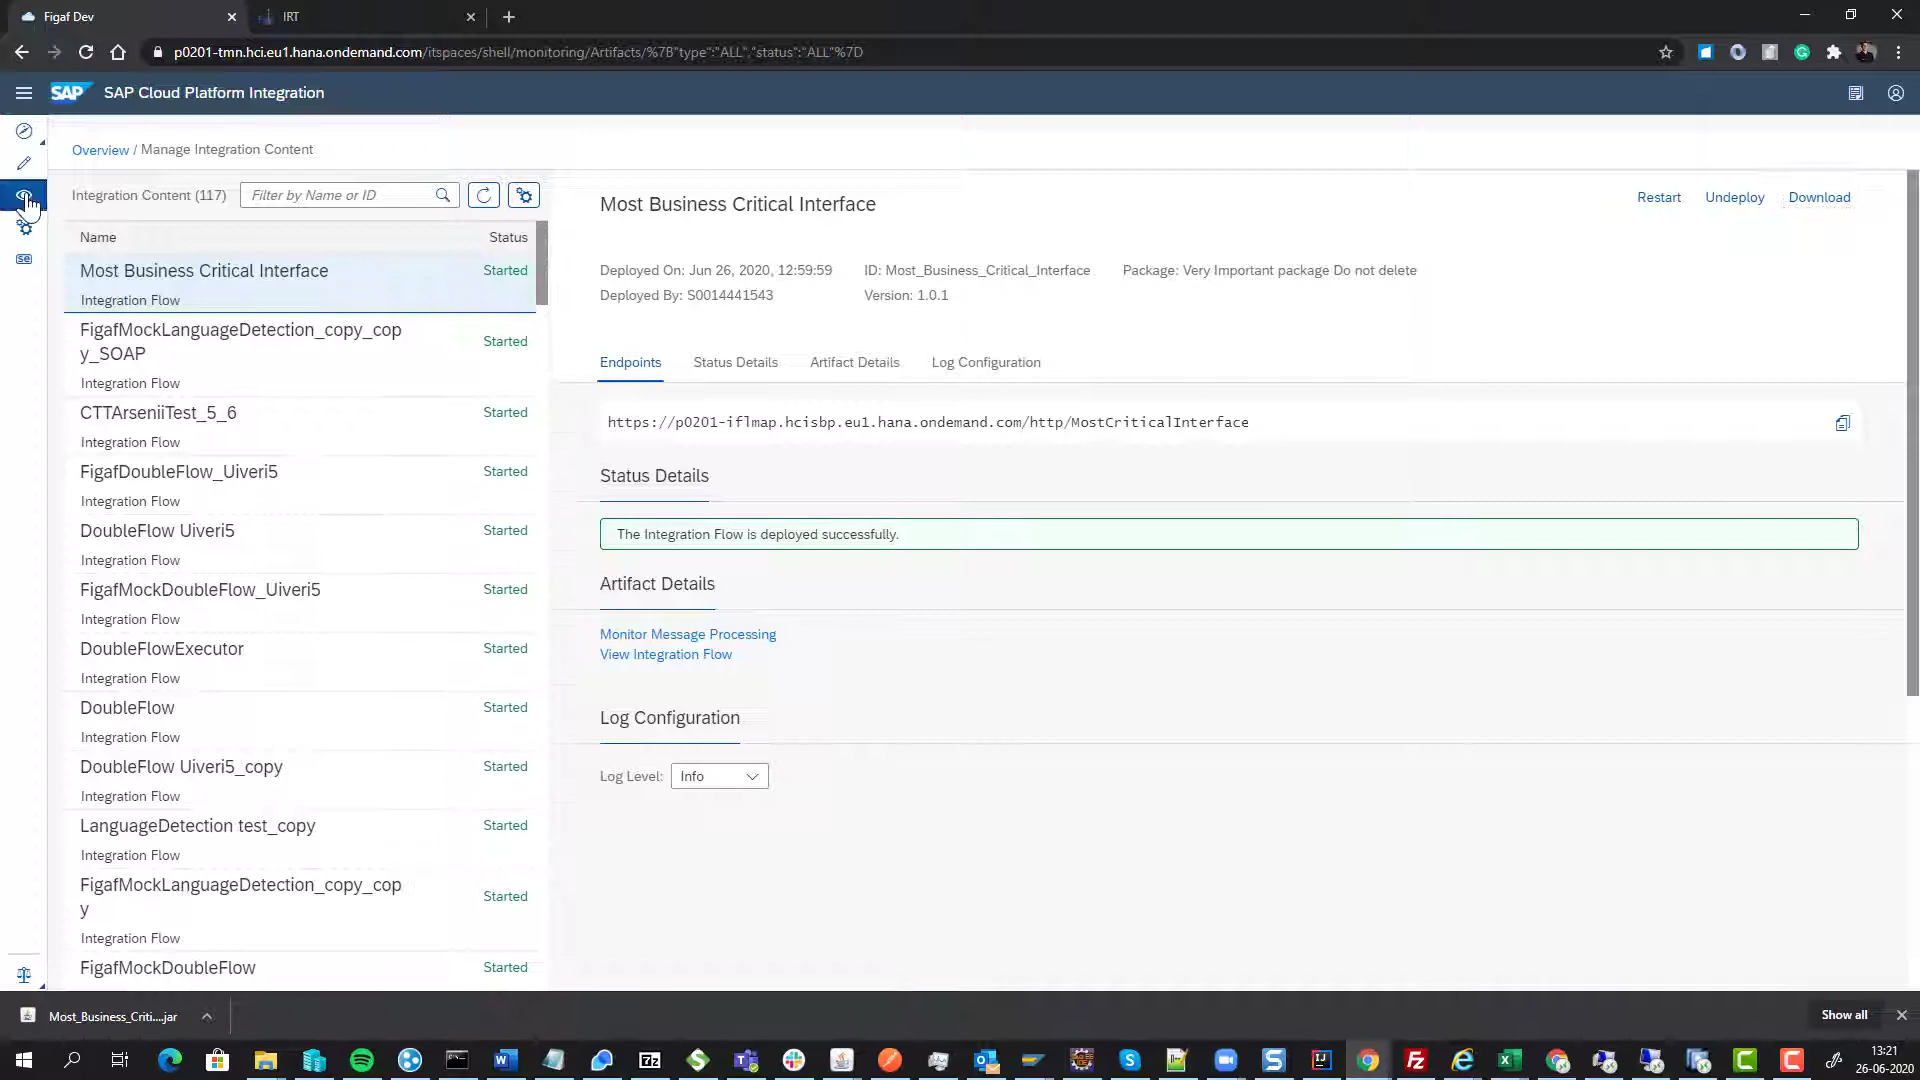 Figaf Dev
IRT
p0201-tmn.hci.eu1.hana.ondemand.com/itspaces/shell/monitoring/Artifacts/%7B"type":"ALL","status":"ALL"%7D
SAP SAP Cloud Platform Integration
Overview / Manage Integration Content
Integration Content (117)
Filter by Name or ID
Name Status
Most Business Critical Interface Started
Integration Flow
FigafMockLanguageDetection_copy_cop
y_SOAP
Started
Integration Flow
CTTArseniiTest_5_6 Started
Integration Flow
FigafDoubleFlow_Uiveri5 Started
Integration Flow
DoubleFlow Uiveri5 Started
Integration Flow
FigafMockDoubleFlow_Uiveri5 Started
Integration Flow
DoubleFlowExecutor Started
Integration Flow
DoubleFlow Started
Integration Flow
DoubleFlow Uiveri5_copy Started
Integration Flow
LanguageDetection test_copy Started
Integration Flow
FigafMockLanguageDetection_copy_cop
y
Started
Integration Flow
FigafMockDoubleFlow Started
Most Business Critical Interface
Restart Undeploy Download
Deployed On: Jun 26, 2020, 12:59:59 ID: Most_Business_Critical_Interface Package: Very Important package Do not delete
Deployed By: S0014441543 Version: 1.0.1
Endpoints Status Details Artifact Details Log Configuration
https://p0201-iflmap.hcisbp.eu1.hana.ondemand.com/http/MostCriticalInterface
Status Details
The Integration Flow is deployed successfully.
Artifact Details
Monitor Message Processing
View Integration Flow
Log Configuration
Log Level: Info
Most_Business_Criti....jar
Show all
13:21
26-06-2020